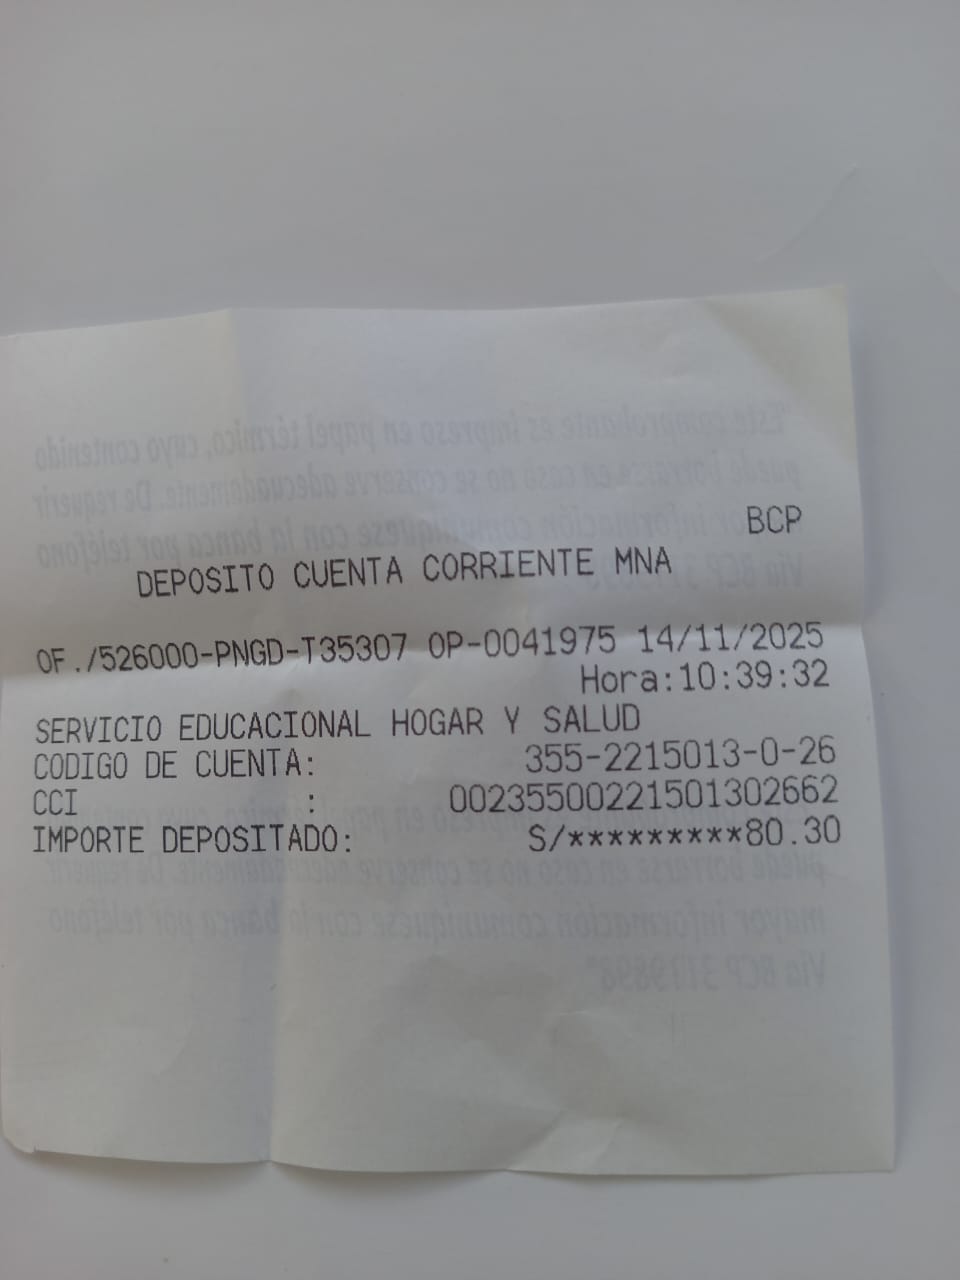 BCP
DEPOSITO CUENTA CORRIENTE MNA
OF./526000-PNGD-T35307 OP-0041975 14/11/2025
Hora:10:39:32
SERVICIO EDUCACIONAL HOGAR Y SALUD
CODIGO DE CUENTA: 355-2215013-0-26
CCI : 00235500221501302662
IMPORTE DEPOSITADO: S/*********80.30